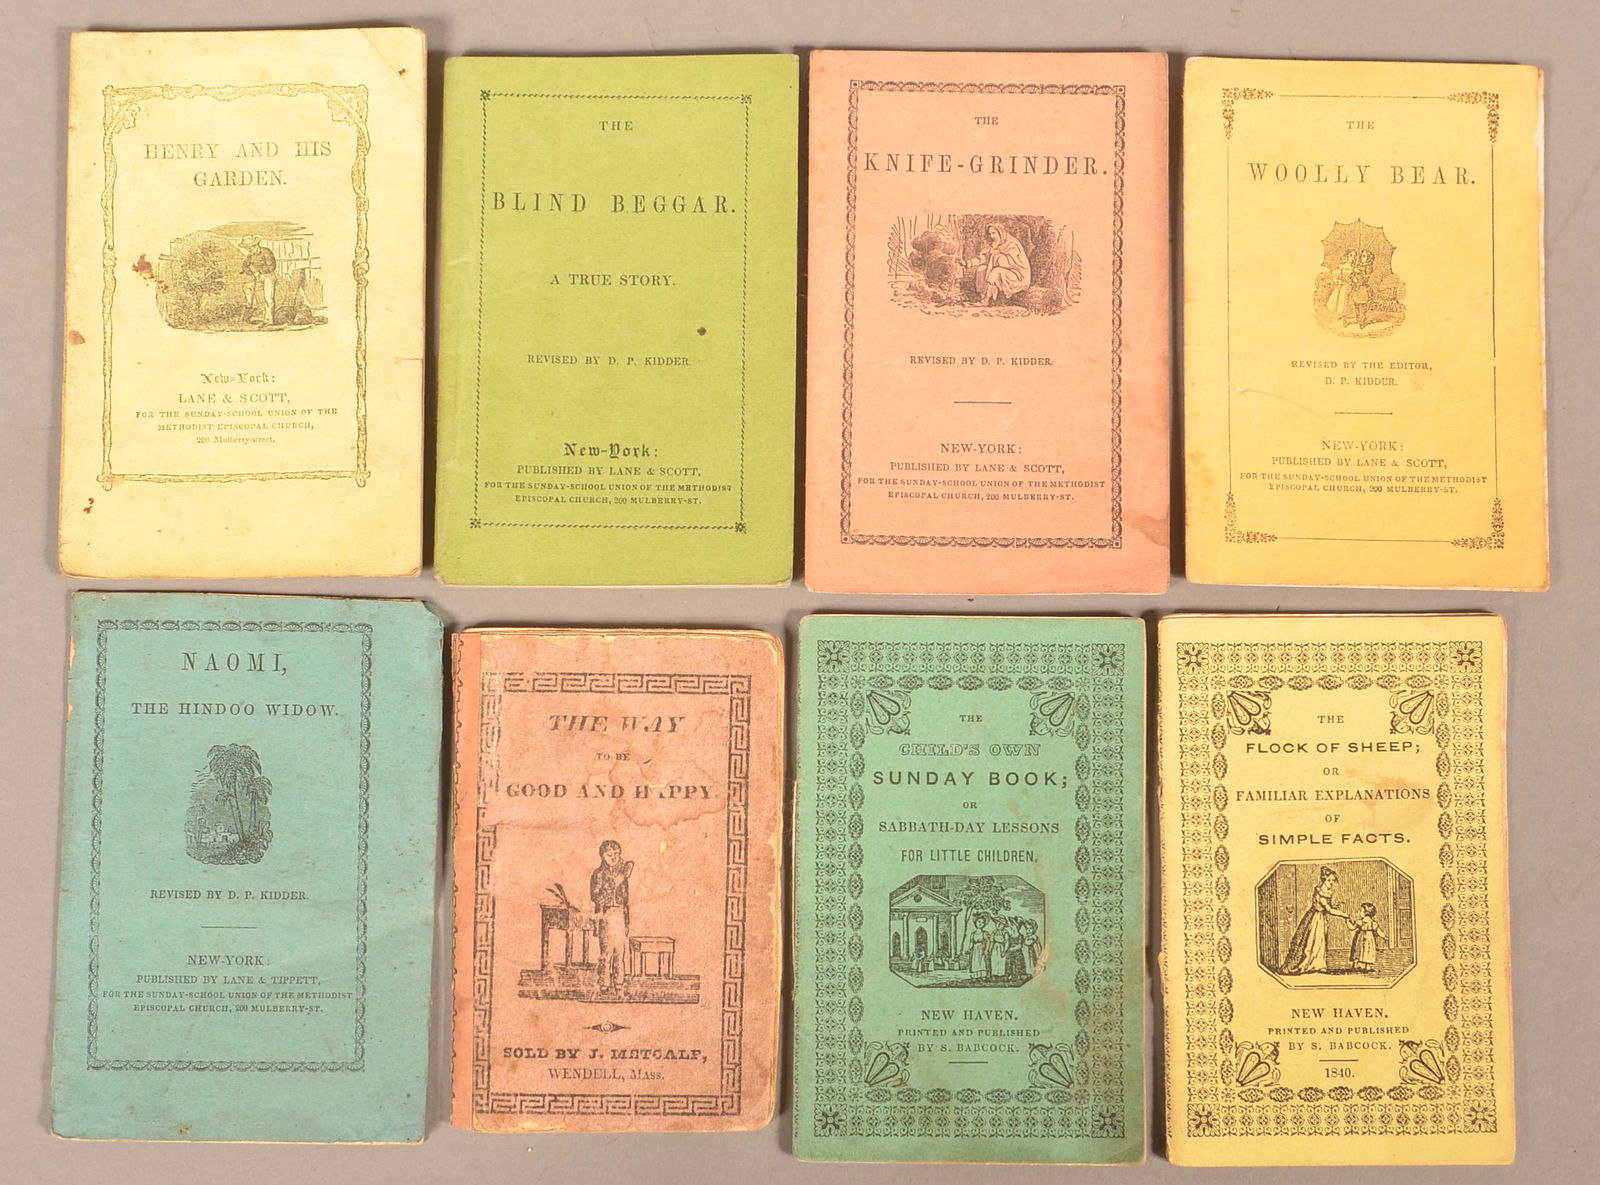 HENRY AND HIS
GARDEN.
New-York:
LANE & SCOTT,
FOR THE SUNDAY-SCHOOL UNION OF THE
METHODIST EPISCOPAL CHURCH,
200 Mulberry-street.
THE
BLIND BEGGAR.
A TRUE STORY.
REVISED BY D. P. KIDDER.
New-York:
PUBLISHED BY LANE & SCOTT,
FOR THE SUNDAY-SCHOOL UNION OF THE METHODIST
EPISCOPAL CHURCH, 200 MULBERRY-ST.
THE
KNIFE-GRINDER.
REVISED BY D. P. KIDDER.
NEW-YORK:
PUBLISHED BY LANE & SCOTT,
FOR THE SUNDAY-SCHOOL UNION OF THE METHODIST
EPISCOPAL CHURCH, 200 MULBERRY-ST.
THE
WOOLLY BEAR.
REVISED BY THE EDITOR,
D. P. KIDDER.
NEW-YORK:
PUBLISHED BY LANE & SCOTT,
FOR THE SUNDAY-SCHOOL UNION OF THE METHODIST
EPISCOPAL CHURCH, 200 MULBERRY-ST.
NAOMI,
THE HINDOO WIDOW.
REVISED BY D. P. KIDDER.
NEW-YORK:
PUBLISHED BY LANE & TIPPETT,
FOR THE SUNDAY-SCHOOL UNION OF THE METHODIST
EPISCOPAL CHURCH, 200 MULBERRY-ST.
THE WAY
TO BE
GOOD AND HAPPY.
SOLD BY J. METCALF,
WENDELL, MASS.
THE
CHILD'S OWN
SUNDAY BOOK;
OR
SABBATH-DAY LESSONS
FOR LITTLE CHILDREN.
NEW HAVEN.
PRINTED AND PUBLISHED
BY S. BABCOCK.
THE
FLOCK OF SHEEP;
OR
FAMILIAR EXPLANATIONS
OF
SIMPLE FACTS.
NEW HAVEN.
PRINTED AND PUBLISHED
BY S. BABCOCK.
1840.